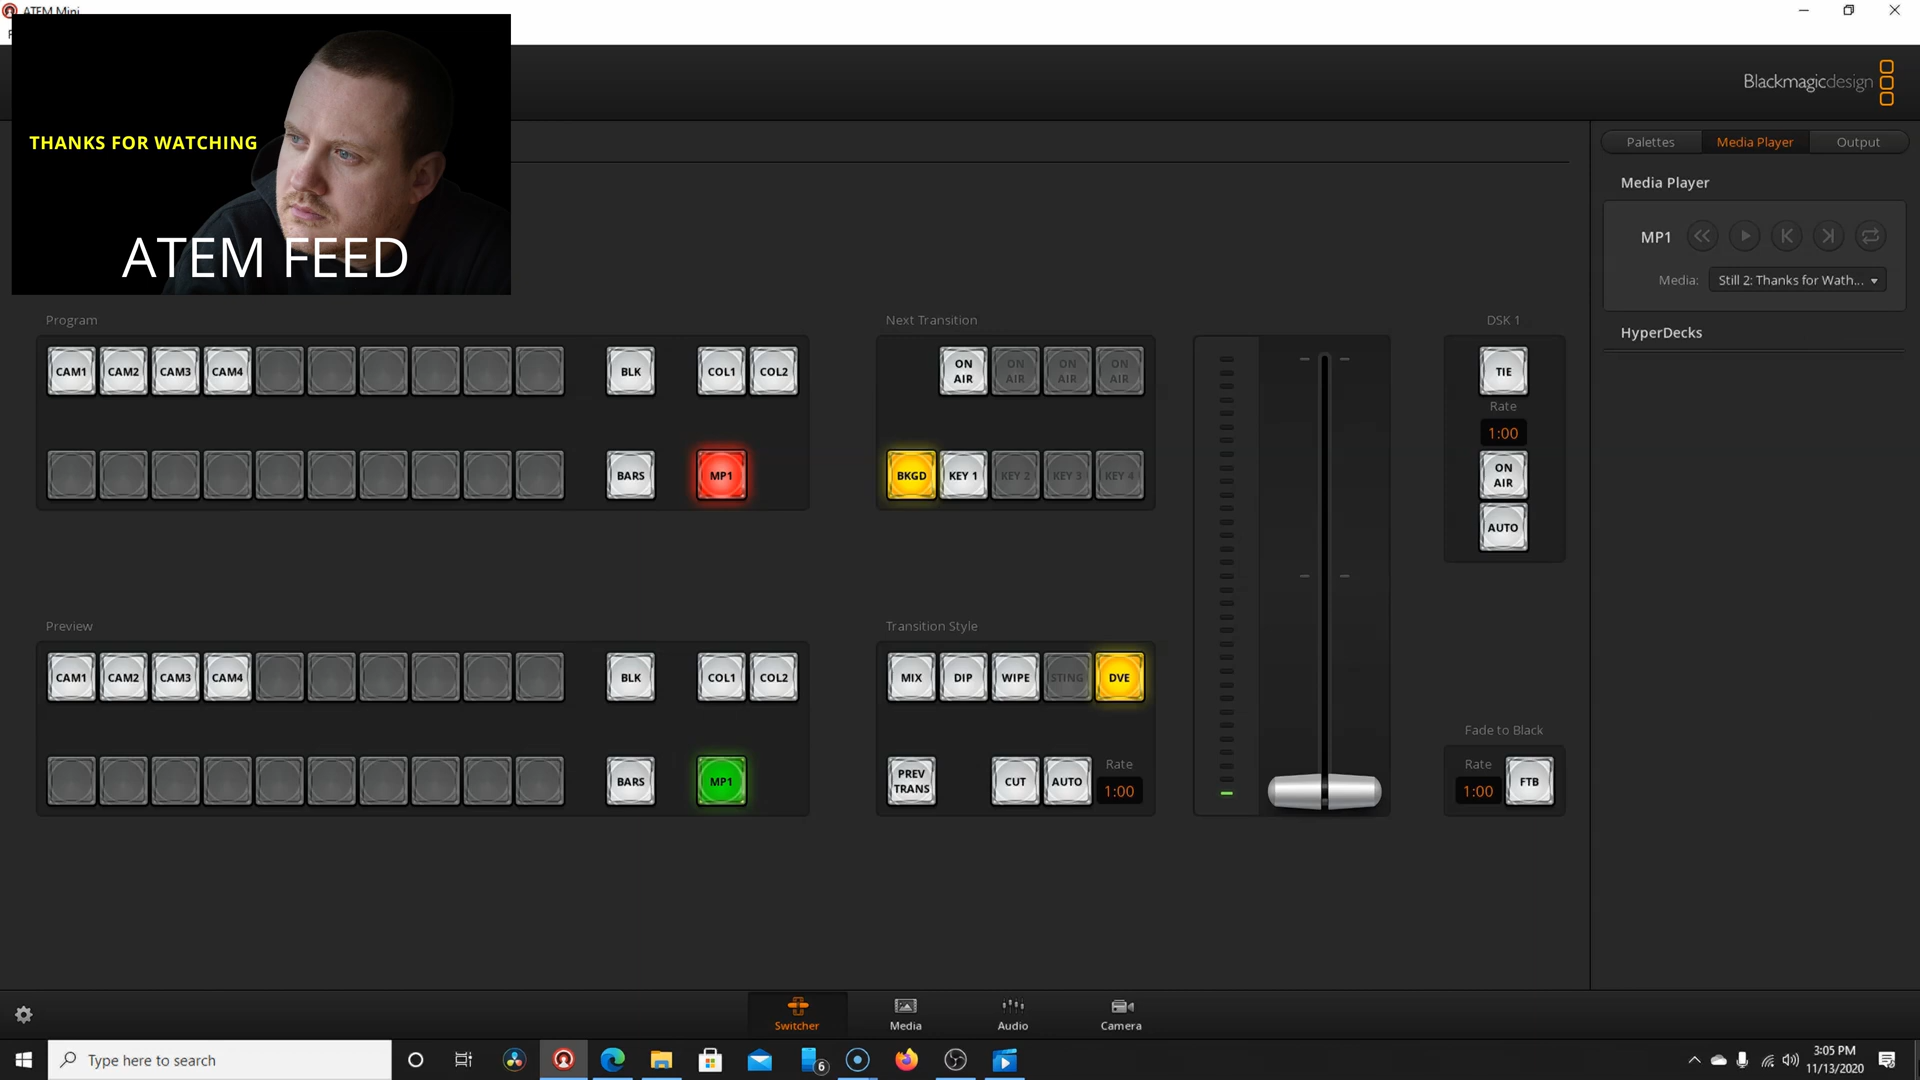 ATEM Mini
THANKS FOR WATCHING
ATEM FEED
Blackmagicdesign
Palettes Media Player Output
Media Player
MP1
Media: Still 2: Thanks for Wath...
HyperDecks
Program
CAM1 CAM2 CAM3 CAM4 BLK COL1 COL2
BARS MP1
Next Transition
ON AIR ON AIR ON AIR ON AIR
BKGD KEY 1 KEY 2 KEY 3 KEY 4
DSK 1
TIE
Rate
1:00
ON AIR
AUTO
Preview
CAM1 CAM2 CAM3 CAM4 BLK COL1 COL2
BARS MP1
Transition Style
MIX DIP WIPE STING DVE
PREV TRANS CUT AUTO Rate 1:00
Fade to Black
Rate
1:00 FTB
Switcher Media Audio Camera
Type here to search
6
3:05 PM
11/13/2020